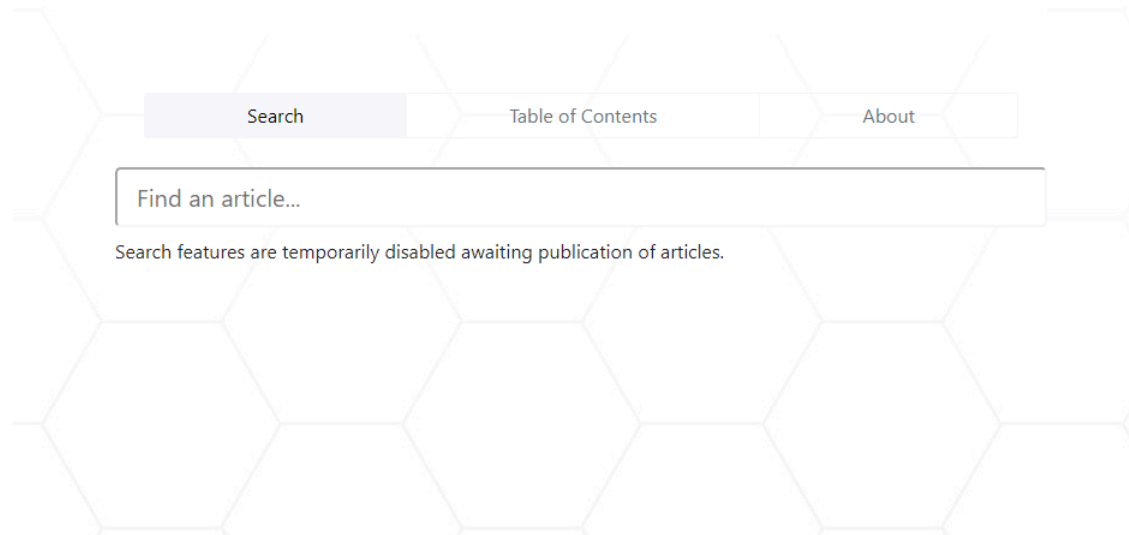 Search Table of Contents About
Find an article...
Search features are temporarily disabled awaiting publication of articles.